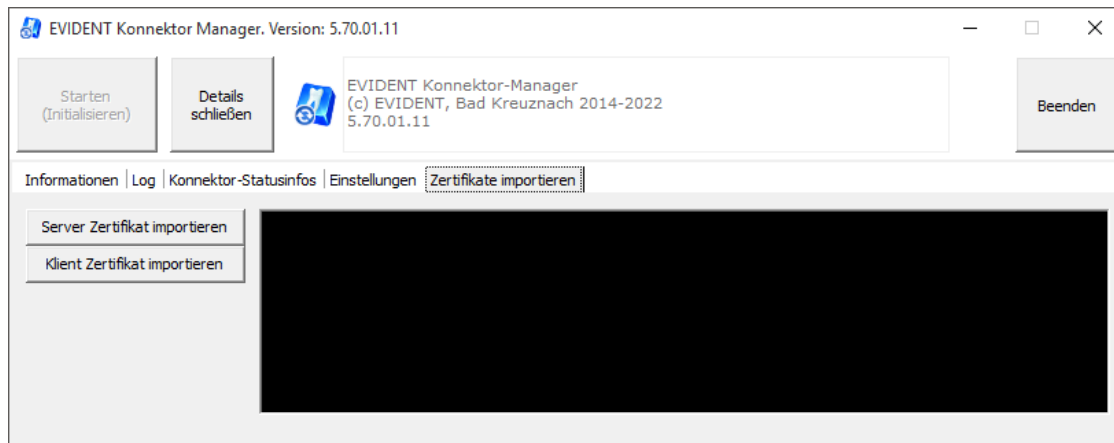 EVIDENT Konnektor Manager. Version: 5.70.01.11
Starten
(Initialisieren)
Details
schließen
EVIDENT Konnektor-Manager
(c) EVIDENT, Bad Kreuznach 2014-2022
5.70.01.11
Beenden
Informationen Log Konnektor-Statusinfos Einstellungen Zertifikate importieren
Server Zertifikat importieren
Klient Zertifikat importieren